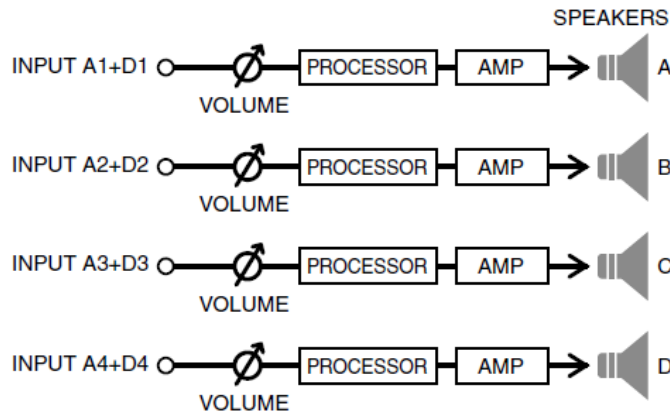 SPEAKERS
INPUT A1+D1 PROCESSOR AMP A
VOLUME
INPUT A2+D2 PROCESSOR AMP B
VOLUME
INPUT A3+D3 PROCESSOR AMP C
VOLUME
INPUT A4+D4 PROCESSOR AMP D
VOLUME